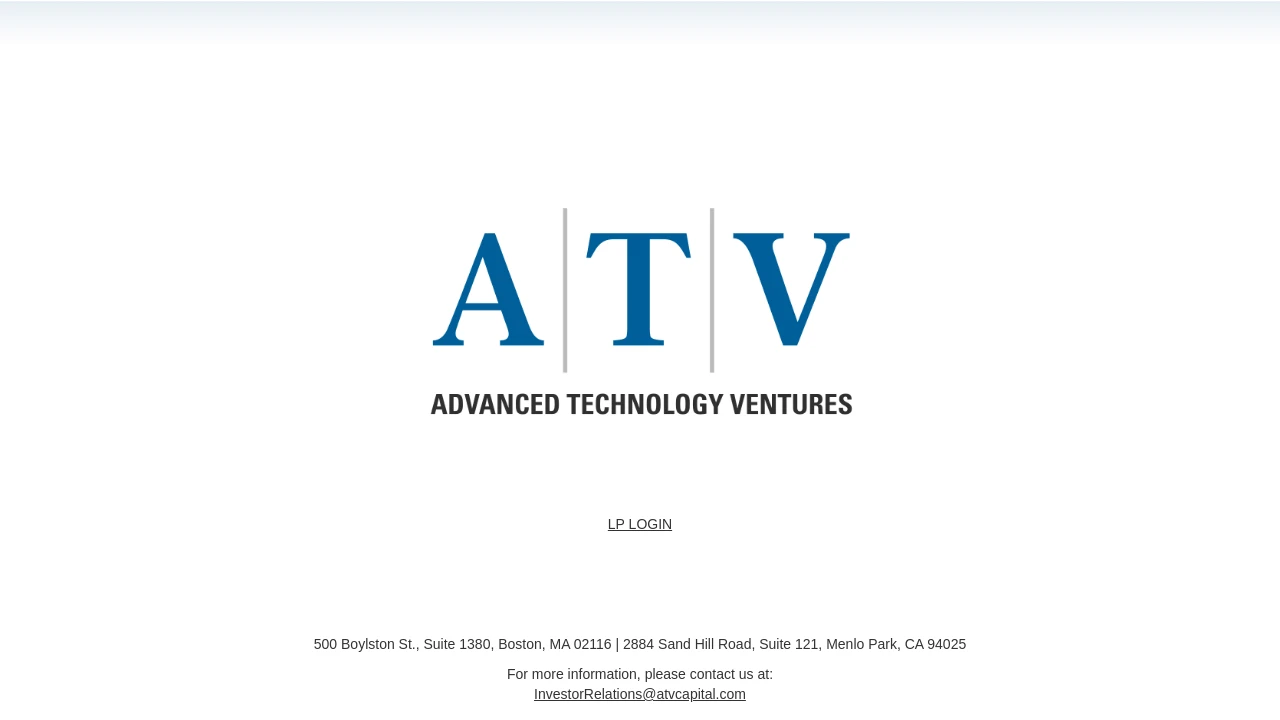 A T V
ADVANCED TECHNOLOGY VENTURES
LP LOGIN
500 Boylston St., Suite 1380, Boston, MA 02116 | 2884 Sand Hill Road, Suite 121, Menlo Park, CA 94025
For more information, please contact us at:
InvestorRelations@atvcapital.com